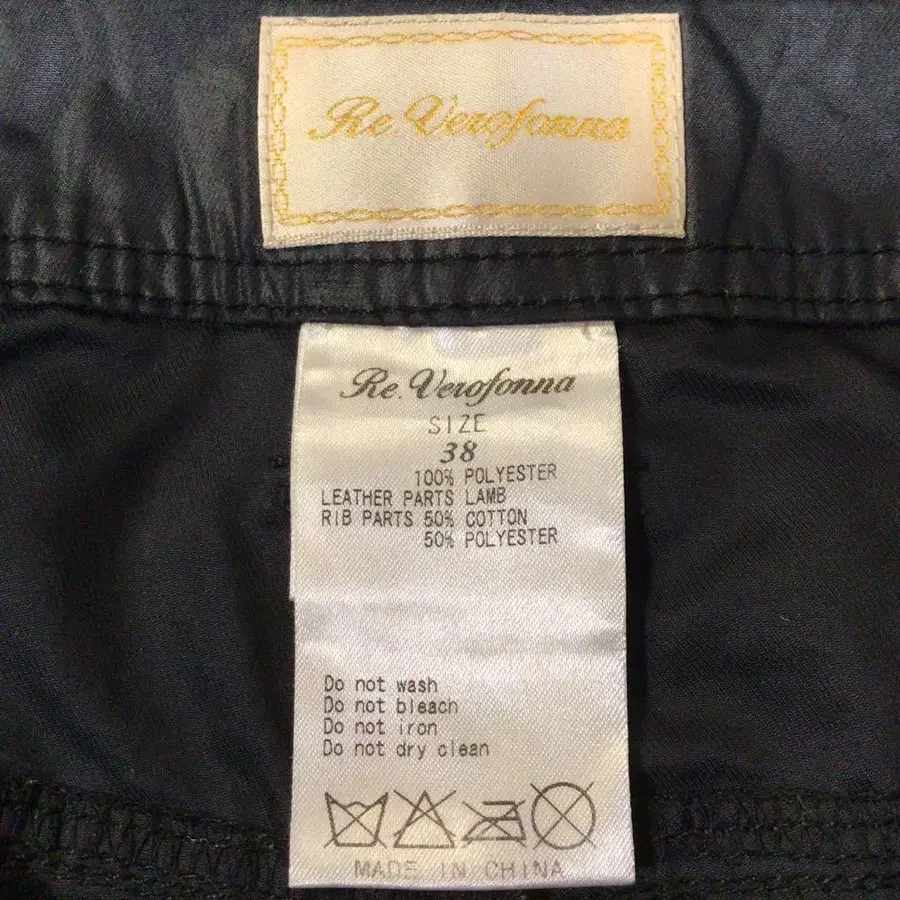 Re.Verofonna
Re.Verofonna
SIZE
38
100% POLYESTER
LEATHER PARTS LAMB
RIB PARTS 50% COTTON
50% POLYESTER
Do not wash
Do not bleach
Do not iron
Do not dry clean
MADE IN CHINA